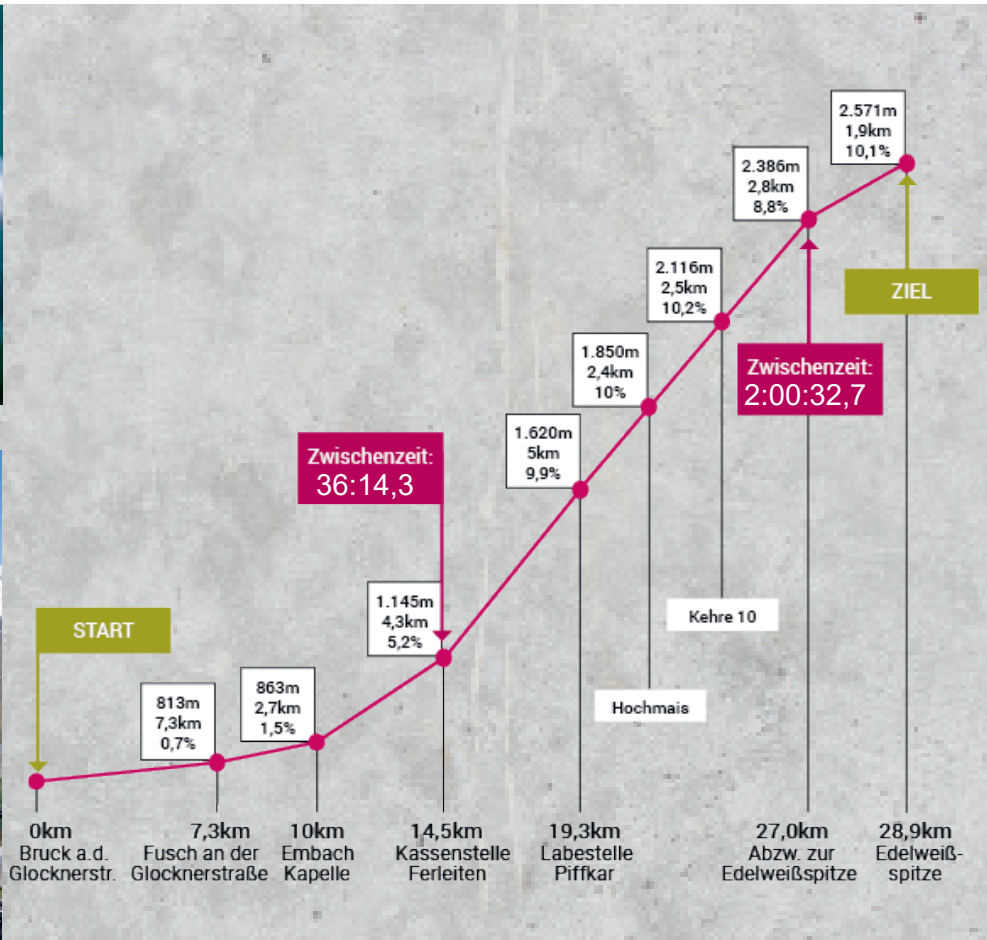 2.571m
1,9km
10,1%
2.386m
2,8km
8,8%
2.116m
2,5km
10,2%
ZIEL
1.850m
2,4km
10%
Zwischenzeit:
2:00:32,7
1.620m
5km
9,9%
Zwischenzeit:
36:14,3
1.145m
4,3km
5,2%
START
Kehre 10
863m
2,7km
1,5%
813m
7,3km
0,7%
Hochmais
0km
Bruck a.d.
Glocknerstr.
7,3km
Fusch an der
Glocknerstraße
10km
Embach
Kapelle
14,5km
Kassenstelle
Ferleiten
19,3km
Labestelle
Piffkar
27,0km
Abzw. zur
Edelweißspitze
28,9km
Edelweiß-
spitze